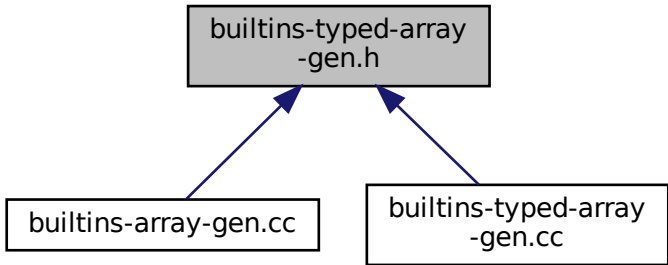 builtins-typed-array
-gen.h
builtins-array-gen.cc
builtins-typed-array
-gen.cc